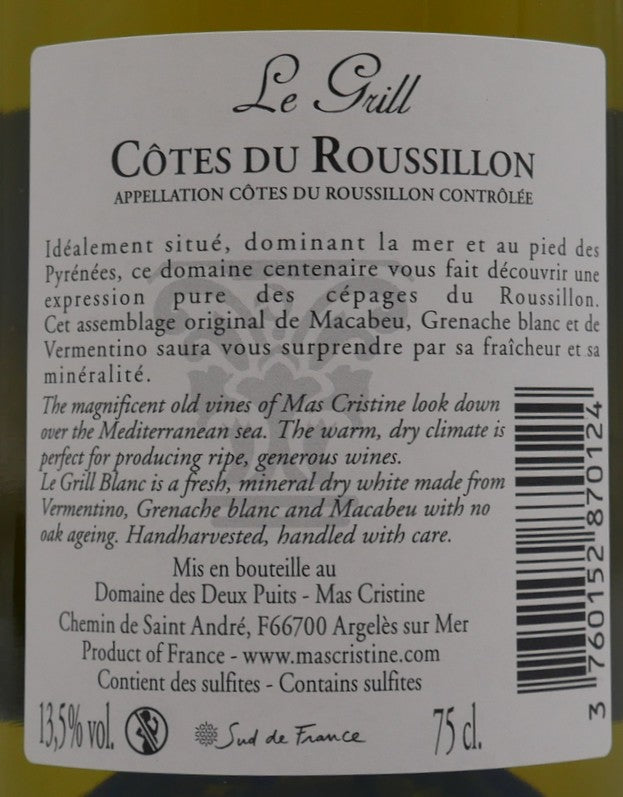 Le Grill
CÔTES DU ROUSSILLON
APPELLATION CÔTES DU ROUSSILLON CONTRÔLÉE
Idéalement situé, dominant la mer et au pied des
Pyrénées, ce domaine centenaire vous fait découvrir une
expression pure des cépages du Roussillon.
Cet assemblage original de Macabeu, Grenache blanc et de
Vermentino saura vous surprendre par sa fraîcheur et sa
minéralité.
The magnificent old vines of Mas Cristine look down
over the Mediterranean sea. The warm, dry climate is
perfect for producing ripe, generous wines.
Le Grill Blanc is a fresh, mineral dry white made from
Vermentino, Grenache blanc and Macabeu with no
oak ageing. Handharvested, handled with care.
Mis en bouteille au
Domaine des Deux Puits - Mas Cristine
Chemin de Saint André, F66700 Argelès sur Mer
Product of France - www.mascristine.com
Contient des sulfites - Contains sulfites
13,5% vol.
Sud de France
75 cl.
3 760152 870124